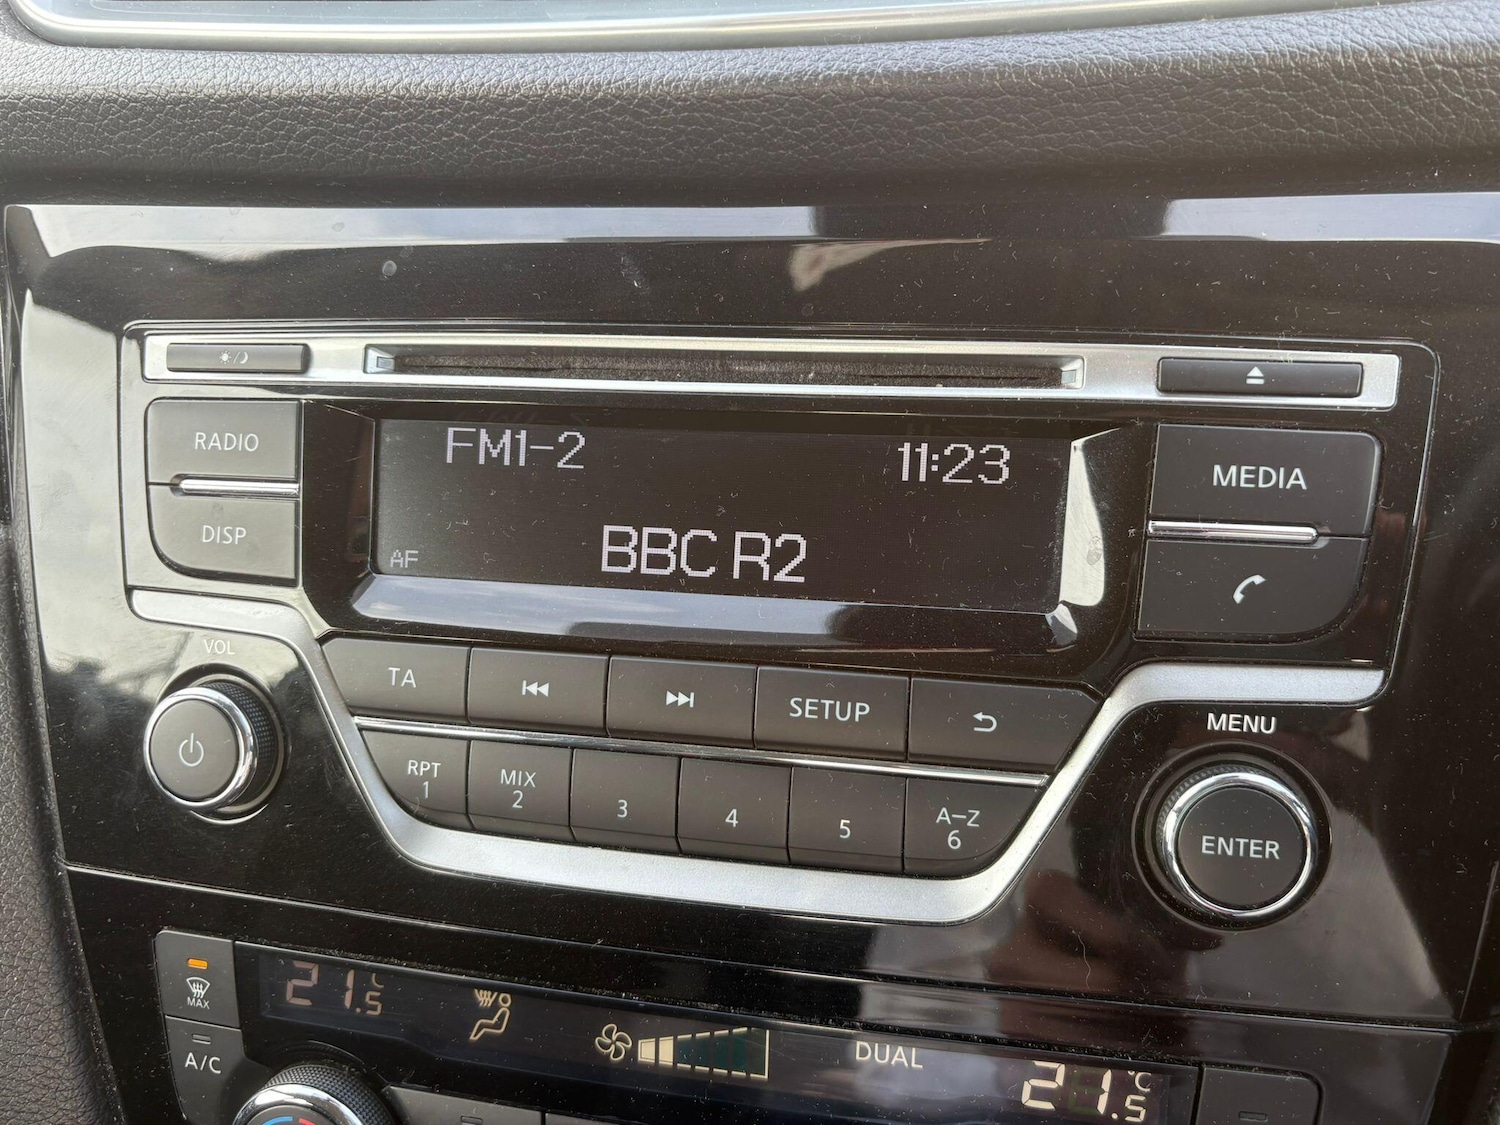 RADIO
DISP
FM1-2
11:23
AF
BBC R2
MEDIA
VOL
TA
SETUP
MENU
RPT
1
MIX
2
3
4
5
A–Z
6
ENTER
MAX
A/C
21.5°C
DUAL
21.5°C